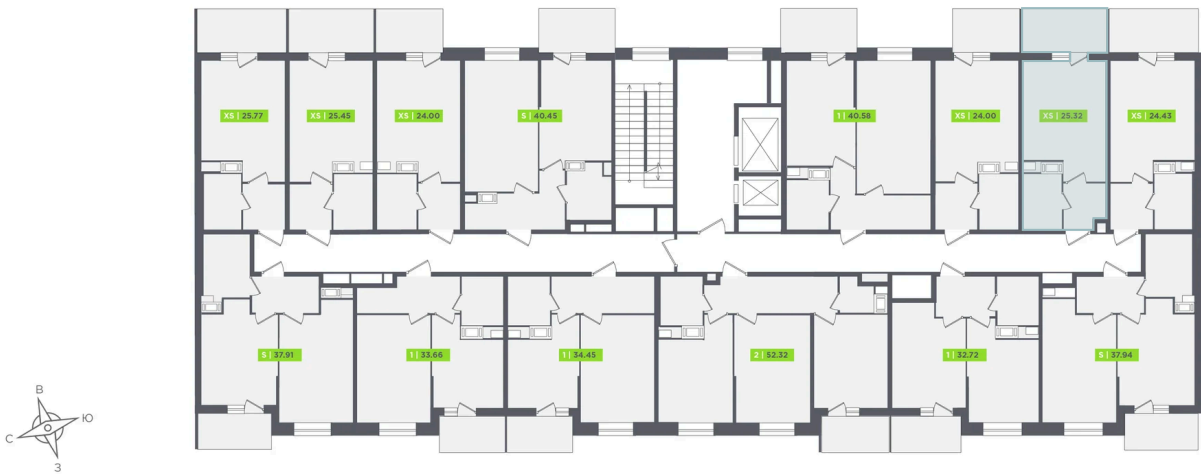 XS | 25.77
XS | 25.45
XS | 24.00
S | 40.45
1 | 40.58
XS | 24.00
XS | 25.32
XS | 24.43
S | 37.91
1 | 33.66
1 | 34.45
2 | 52.32
1 | 32.72
S | 37.94
В
Ю
С
З